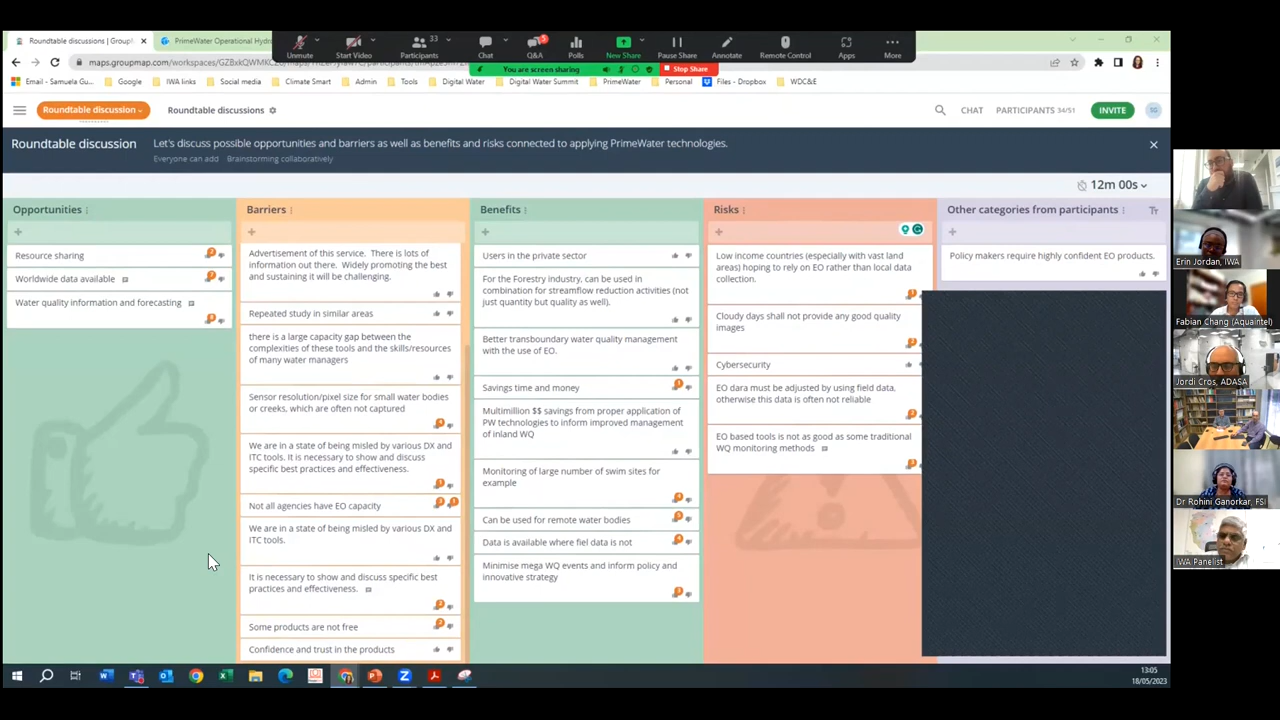 Roundtable discussions | Group
PrimeWater Operational Hydro
Unmute
Start Video
Participants
33
Chat
Q&A
Polls
New Share
Pause Share
Annotate
Remote Control
Apps
More
You are screen sharing
Stop Share
Email - Samuela Gu...
Google
IWA links
Social media
Climate Smart
Admin
Tools
Digital Water
Digital Water Summit
PrimeWater
Personal
Files - Dropbox
WDC&E
Roundtable discussion
Roundtable discussions
CHAT
PARTICIPANTS 34/51
INVITE
SG
Roundtable discussion
Let's discuss possible opportunities and barriers as well as benefits and risks connected to applying PrimeWater technologies.
Everyone can add
Brainstorming collaboratively
12m 00s
Opportunities
Resource sharing
Worldwide data available
Water quality information and forecasting
Barriers
Advertisement of this service. There is lots of
information out there. Widely promoting the best
and sustaining it will be challenging.
Repeated study in similar areas
there is a large capacity gap between the
complexities of these tools and the skills/resources
of many water managers
Sensor resolution/pixel size for small water bodies
or creeks, which are often not captured
We are in a state of being misled by various DX and
ITC tools. It is necessary to show and discuss
specific best practices and effectiveness.
Not all agencies have EO capacity
We are in a state of being misled by various DX and
ITC tools.
It is necessary to show and discuss specific best
practices and effectiveness.
Some products are not free
Confidence and trust in the products
Benefits
Users in the private sector
For the Forestry industry, can be used in
combination for streamflow reduction activities (not
just quantity but quality as well).
Better transboundary water quality management
with the use of EO.
Savings time and money
Multimillion $$ savings from proper application of
PW technologies to inform improved management
of inland WQ
Monitoring of large number of swim sites for
example
Can be used for remote water bodies
Data is available where fiel data is not
Minimise mega WQ events and inform policy and
innovative strategy
Risks
Low income countries (especially with vast land
areas) hoping to rely on EO rather than local data
collection.
Cloudy days shall not provide any good quality
images
Cybersecurity
EO dara must be adjusted by using field data,
otherwise this data is often not reliable
EO based tools is not as good as some traditional
WQ monitoring methods
Other categories from participants
Policy makers require highly confident EO products.
Erin Jordan, IWA
Fabian Chang (Aquaintel)
Jordi Cros, ADASA
Dr Rohini Ganorkar, FSI
IWA Panelist
13:05
18/05/2023